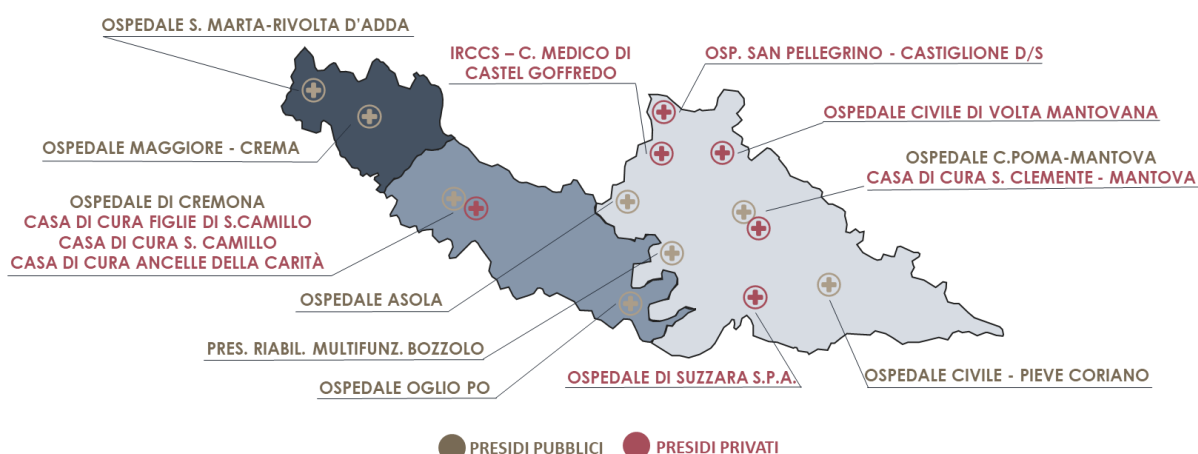 OSPEDALE S. MARTA-RIVOLTA D'ADDA
IRCCS – C. MEDICO DI
CASTEL GOFFREDO
OSP. SAN PELLEGRINO - CASTIGLIONE D/S
OSPEDALE CIVILE DI VOLTA MANTOVANA
OSPEDALE MAGGIORE - CREMA
OSPEDALE C.POMA-MANTOVA
CASA DI CURA S. CLEMENTE - MANTOVA
OSPEDALE DI CREMONA
CASA DI CURA FIGLIE DI S.CAMILLO
CASA DI CURA S. CAMILLO
CASA DI CURA ANCELLE DELLA CARITÀ
OSPEDALE ASOLA
PRES. RIABIL. MULTIFUNZ. BOZZOLO
OSPEDALE OGLIO PO
OSPEDALE DI SUZZARA S.P.A.
OSPEDALE CIVILE - PIEVE CORIANO
PRESIDI PUBBLICI
PRESIDI PRIVATI